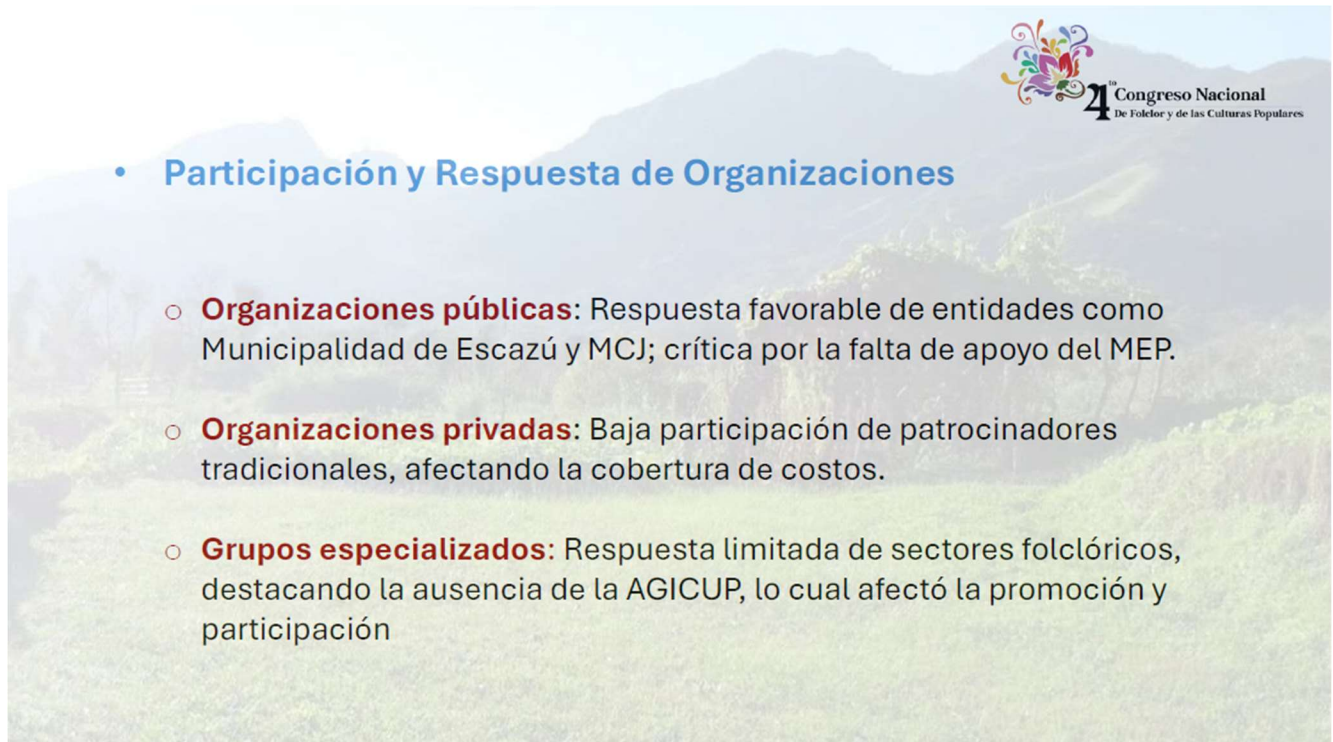 4to Congreso Nacional
De Folclor y de las Culturas Populares
• Participación y Respuesta de Organizaciones
o Organizaciones públicas: Respuesta favorable de entidades como
Municipalidad de Escazú y MCJ; crítica por la falta de apoyo del MEP.
o Organizaciones privadas: Baja participación de patrocinadores
tradicionales, afectando la cobertura de costos.
o Grupos especializados: Respuesta limitada de sectores folclóricos,
destacando la ausencia de la AGICUP, lo cual afectó la promoción y
participación